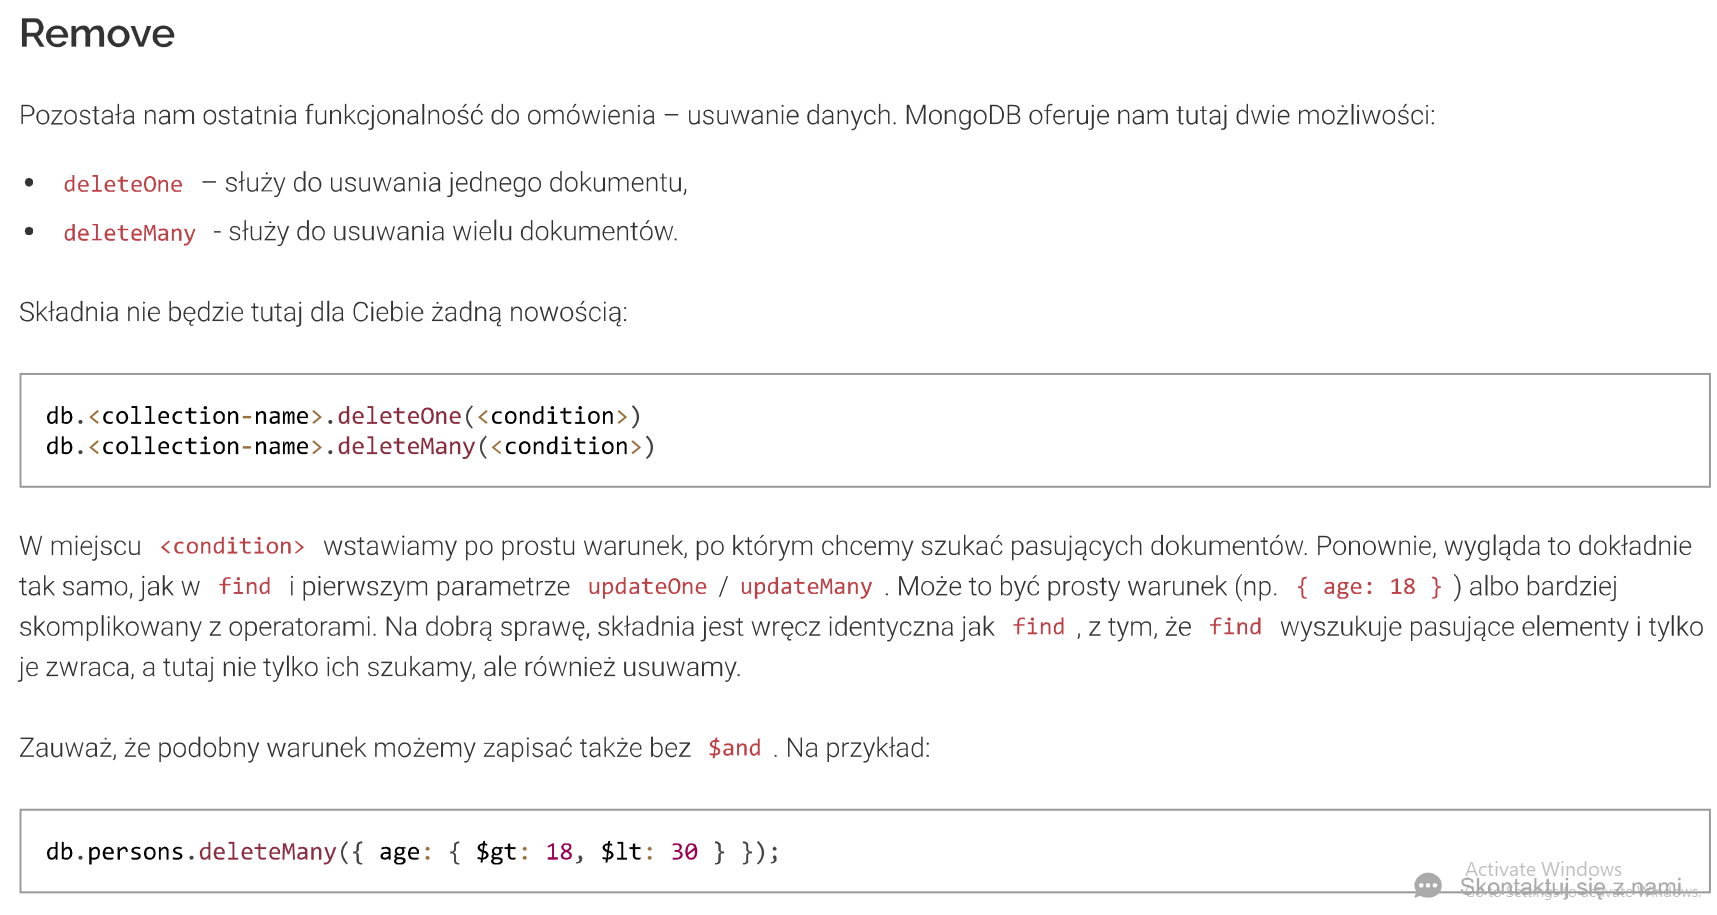 Remove
Pozostała nam ostatnia funkcjonalność do omówienia – usuwanie danych. MongoDB oferuje nam tutaj dwie możliwości:
• deleteOne – służy do usuwania jednego dokumentu,
• deleteMany - służy do usuwania wielu dokumentów.
Składnia nie będzie tutaj dla Ciebie żadną nowością:
db.<collection-name>.deleteOne(<condition>)
db.<collection-name>.deleteMany(<condition>)
W miejscu <condition> wstawiamy po prostu warunek, po którym chcemy szukać pasujących dokumentów. Ponownie, wygląda to dokładnie
tak samo, jak w find i pierwszym parametrze updateOne / updateMany . Może to być prosty warunek (np. { age: 18 } ) albo bardziej
skomplikowany z operatorami. Na dobrą sprawę, składnia jest wręcz identyczna jak find , z tym, że find wyszukuje pasujące elementy i tylko
je zwraca, a tutaj nie tylko ich szukamy, ale również usuwamy.
Zauważ, że podobny warunek możemy zapisać także bez $and . Na przykład:
db.persons.deleteMany({ age: { $gt: 18, $lt: 30 } });
Activate Windows
Skontaktuj się z nami
Go to Settings to activate Windows.